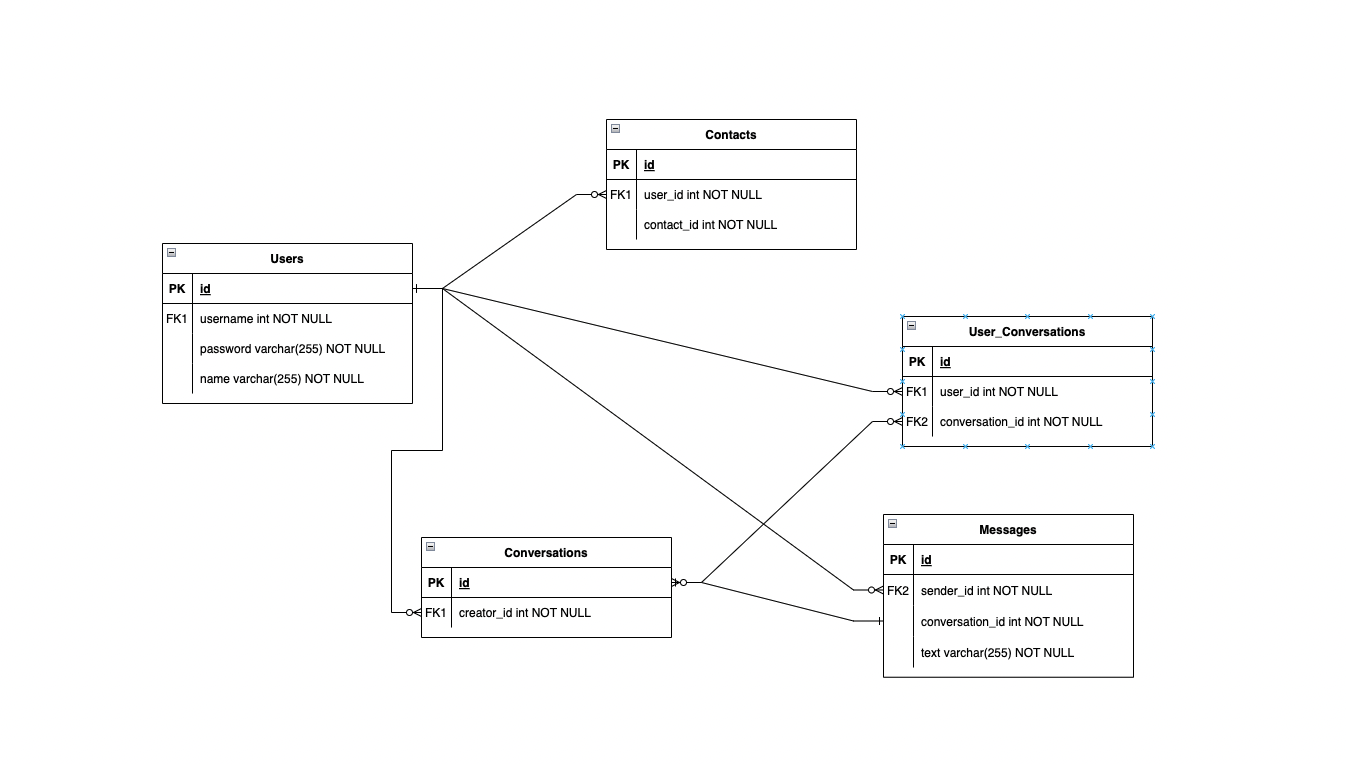 Contacts
PK id
FK1 user_id int NOT NULL
contact_id int NOT NULL
Users
PK id
FK1 username int NOT NULL
password varchar(255) NOT NULL
name varchar(255) NOT NULL
User_Conversations
PK id
FK1 user_id int NOT NULL
FK2 conversation_id int NOT NULL
Messages
PK id
FK2 sender_id int NOT NULL
conversation_id int NOT NULL
text varchar(255) NOT NULL
Conversations
PK id
FK1 creator_id int NOT NULL